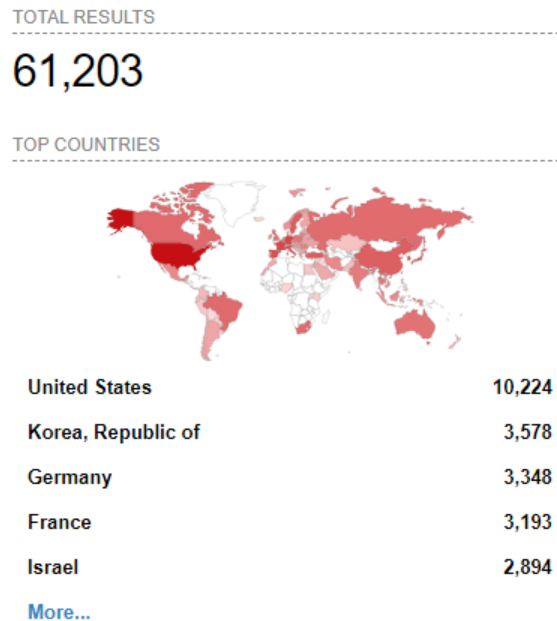 TOTAL RESULTS
61,203
TOP COUNTRIES
United States 10,224
Korea, Republic of 3,578
Germany 3,348
France 3,193
Israel 2,894
More...